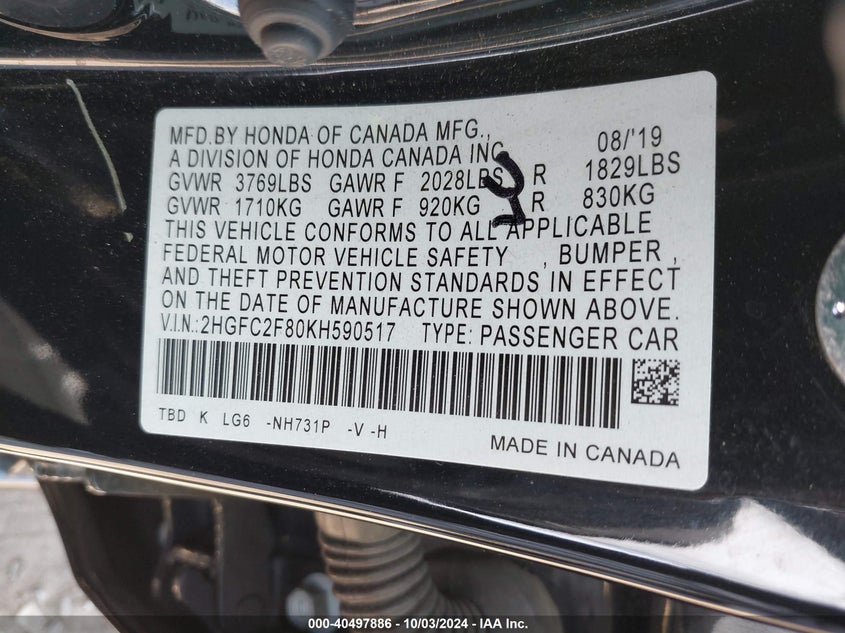 MFD.BY HONDA OF CANADA MFG., 08/'19
A DIVISION OF HONDA CANADA INC
GVWR 3769LBS GAWR F 2028LBS R 1829LBS
GVWR 1710KG GAWR F 920KG R 830KG
THIS VEHICLE CONFORMS TO ALL APPLICABLE
FEDERAL MOTOR VEHICLE SAFETY , BUMPER ,
AND THEFT PREVENTION STANDARDS IN EFFECT
ON THE DATE OF MANUFACTURE SHOWN ABOVE.
V.I.N.:2HGFC2F80KH590517 TYPE: PASSENGER CAR
TBD K LG6 -NH731P -V -H
MADE IN CANADA
000-40497886 - 10/03/2024 - IAA Inc.